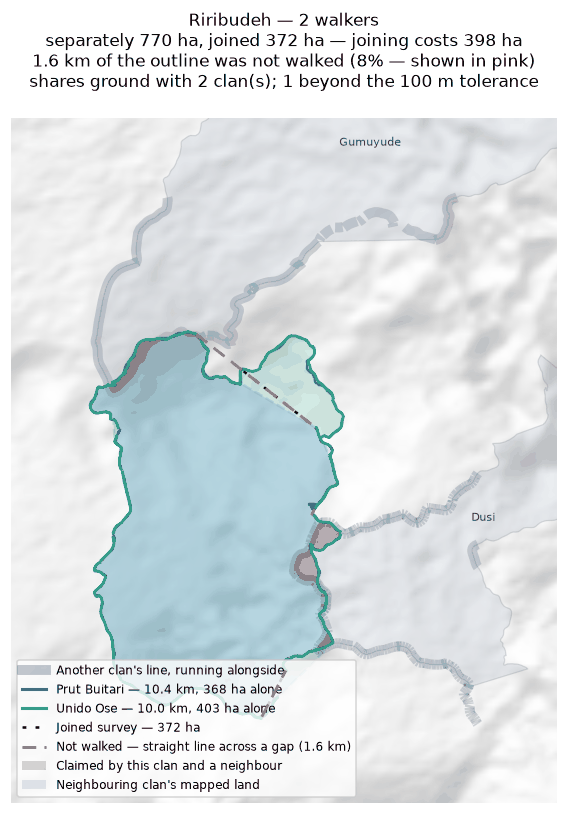 Riribudeh — 2 walkers
separately 770 ha, joined 372 ha — joining costs 398 ha
1.6 km of the outline was not walked (8% — shown in pink)
shares ground with 2 clan(s); 1 beyond the 100 m tolerance
Gumuyude
Dusi
Another clan's line, running alongside
Prut Buitari — 10.4 km, 368 ha alone
Unido Ose — 10.0 km, 403 ha alone
Joined survey — 372 ha
Not walked — straight line across a gap (1.6 km)
Claimed by this clan and a neighbour
Neighbouring clan's mapped land